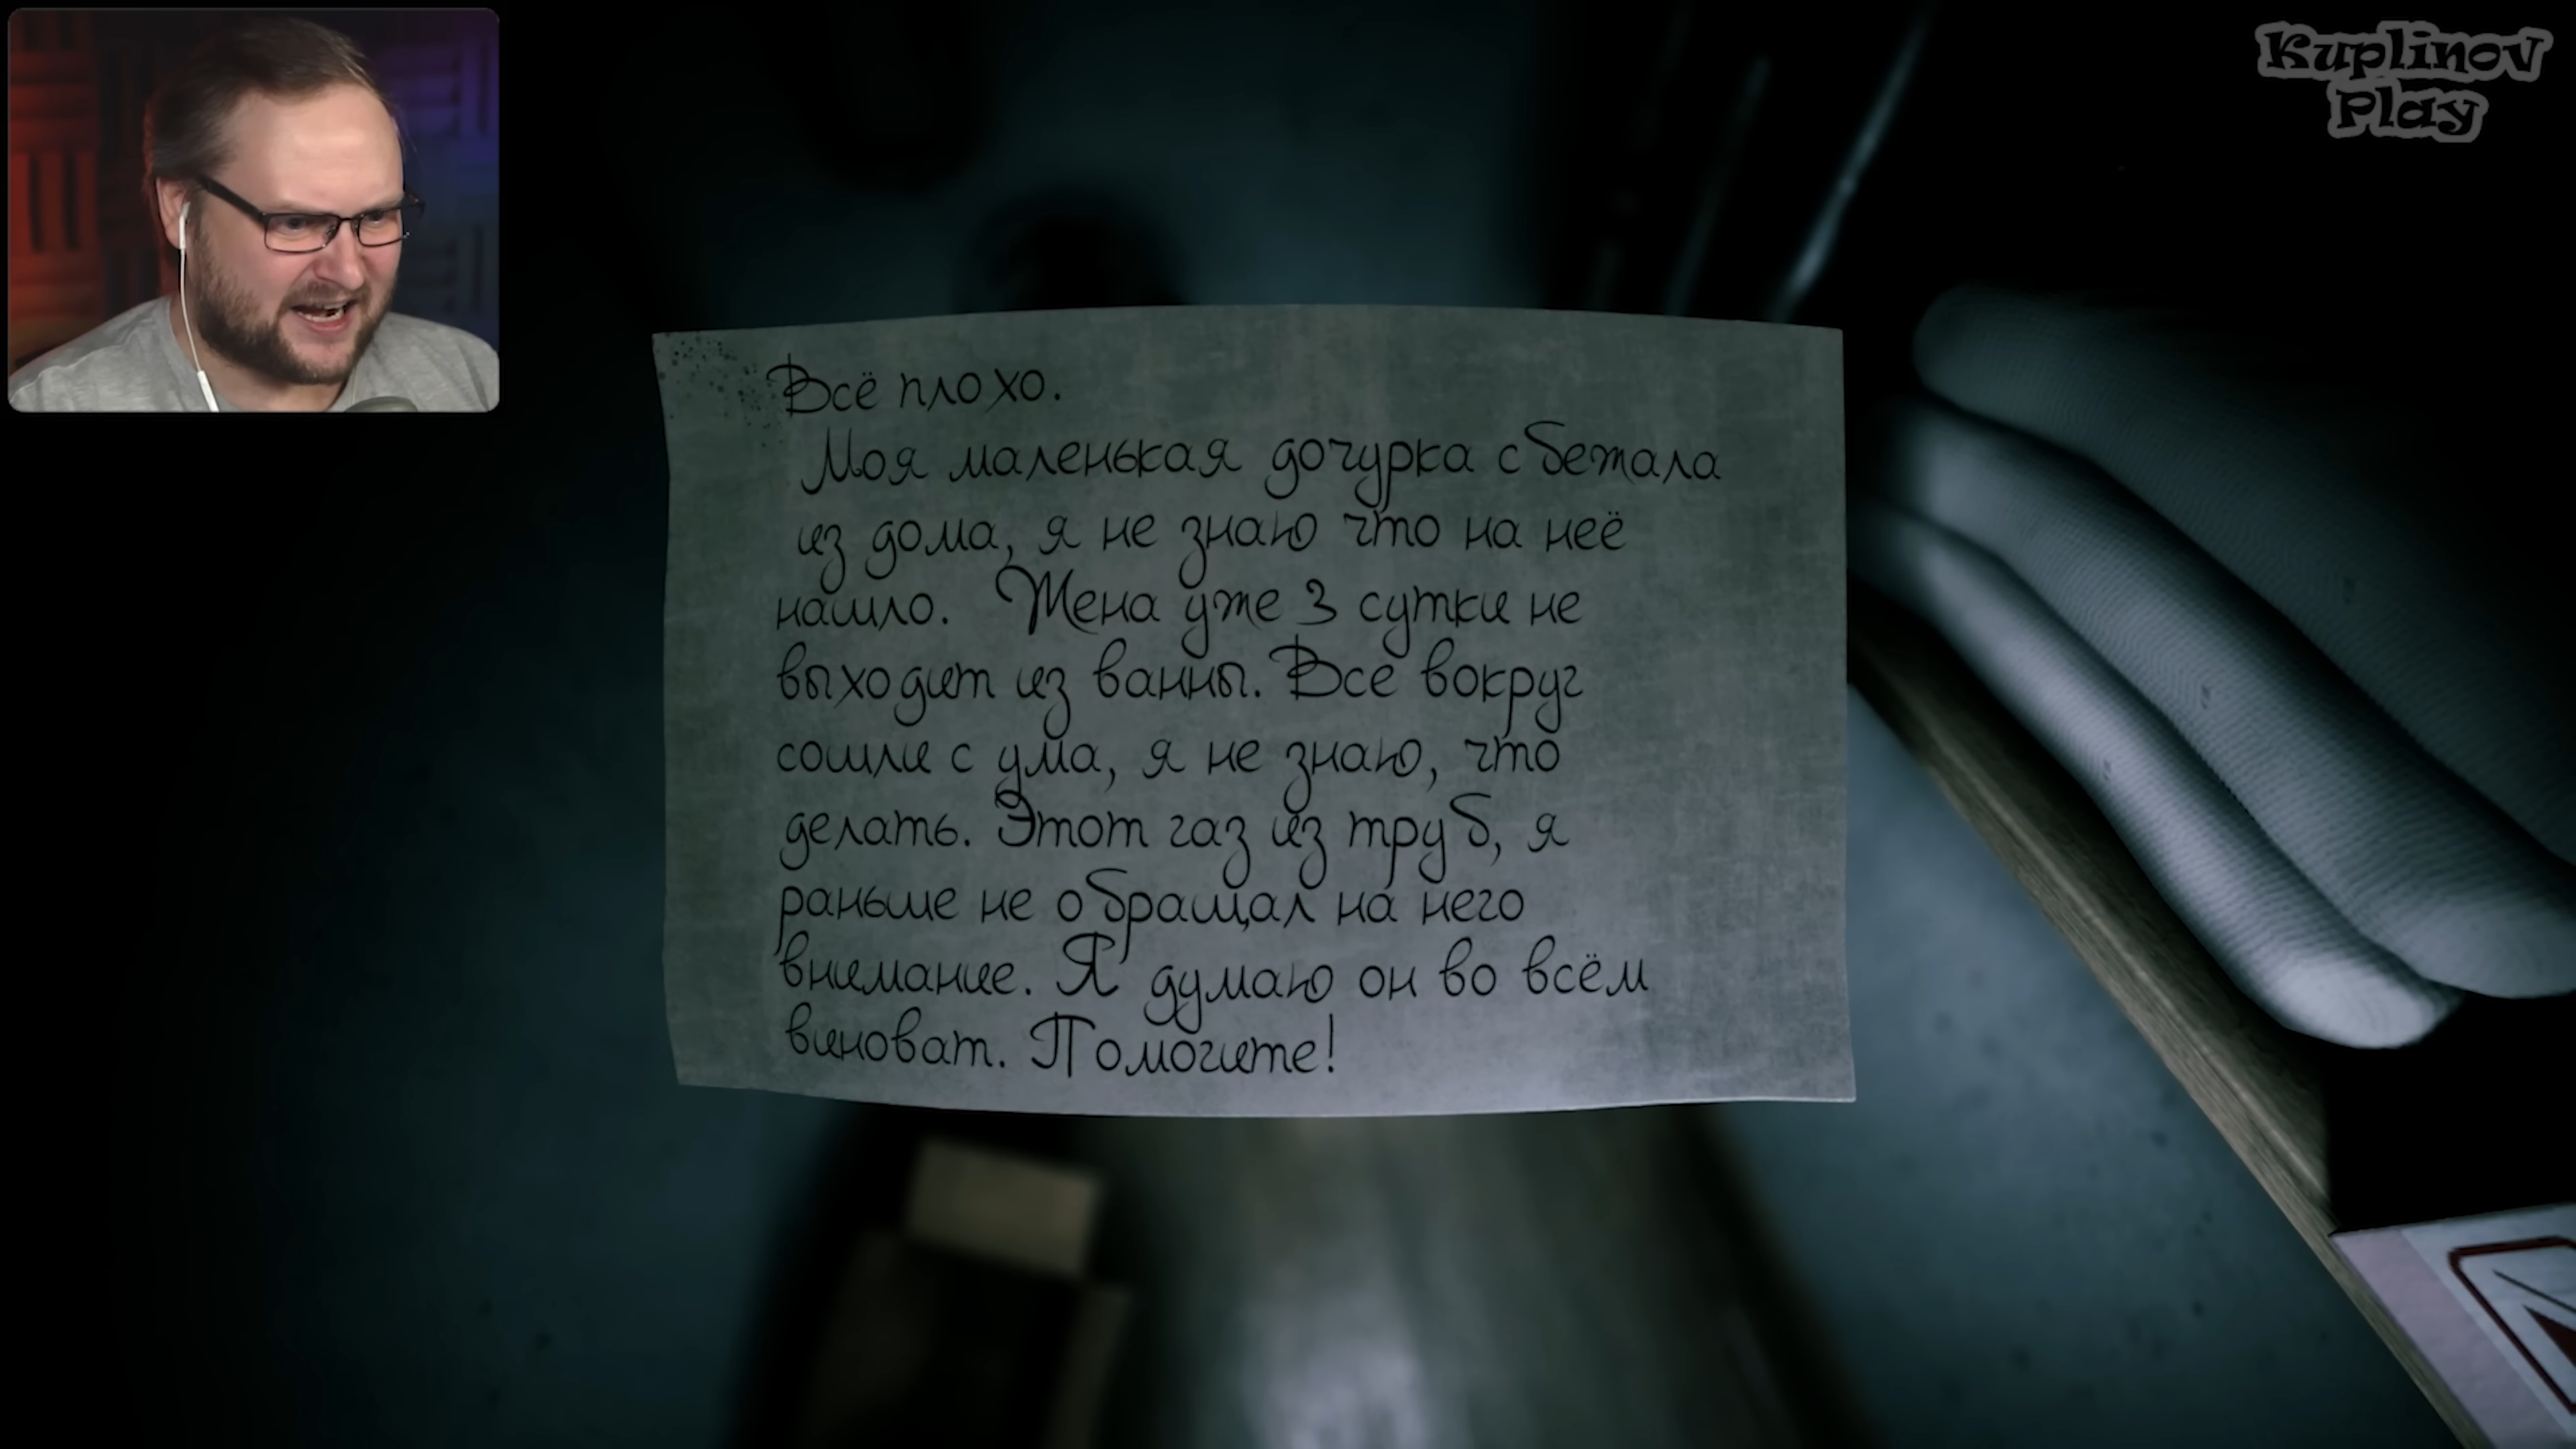 Kuplinov
Play
Всё плохо.
Моя маленькая дочурка сбежала
из дома, я не знаю что на неё
нашло. Жена уже 3 сутки не
выходит из ванны. Все вокруг
сошли с ума, я не знаю, что
делать. Этот газ из труб, я
раньше не обращал на него
внимание. Я думаю он во всём
виноват. Помогите!